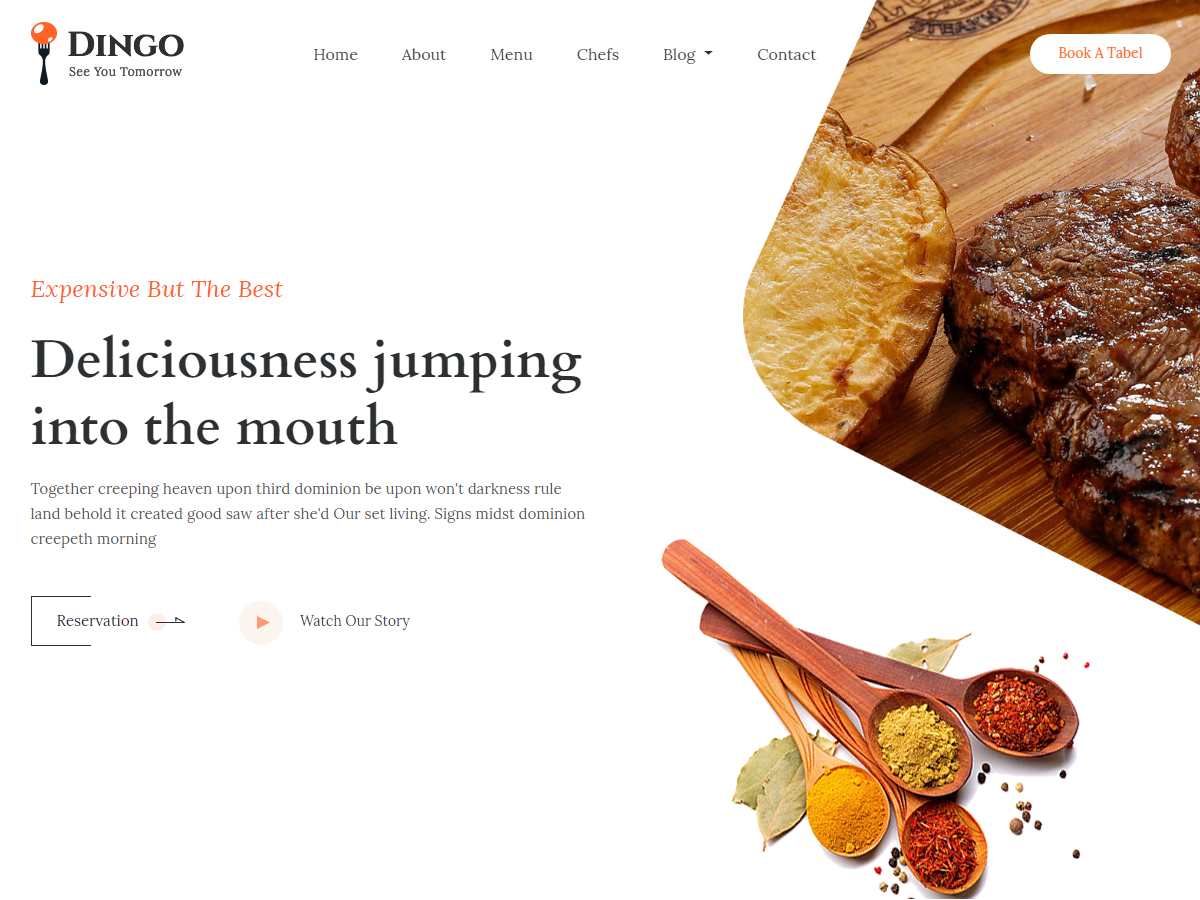 DINGO
See You Tomorrow
Home
About
Menu
Chefs
Blog
Contact
STEAKHOUSE
Book A Tabel
Expensive But The Best
Deliciousness jumping
into the mouth
Together creeping heaven upon third dominion be upon won't darkness rule
land behold it created good saw after she'd Our set living. Signs midst dominion
creepeth morning
Reservation
Watch Our Story